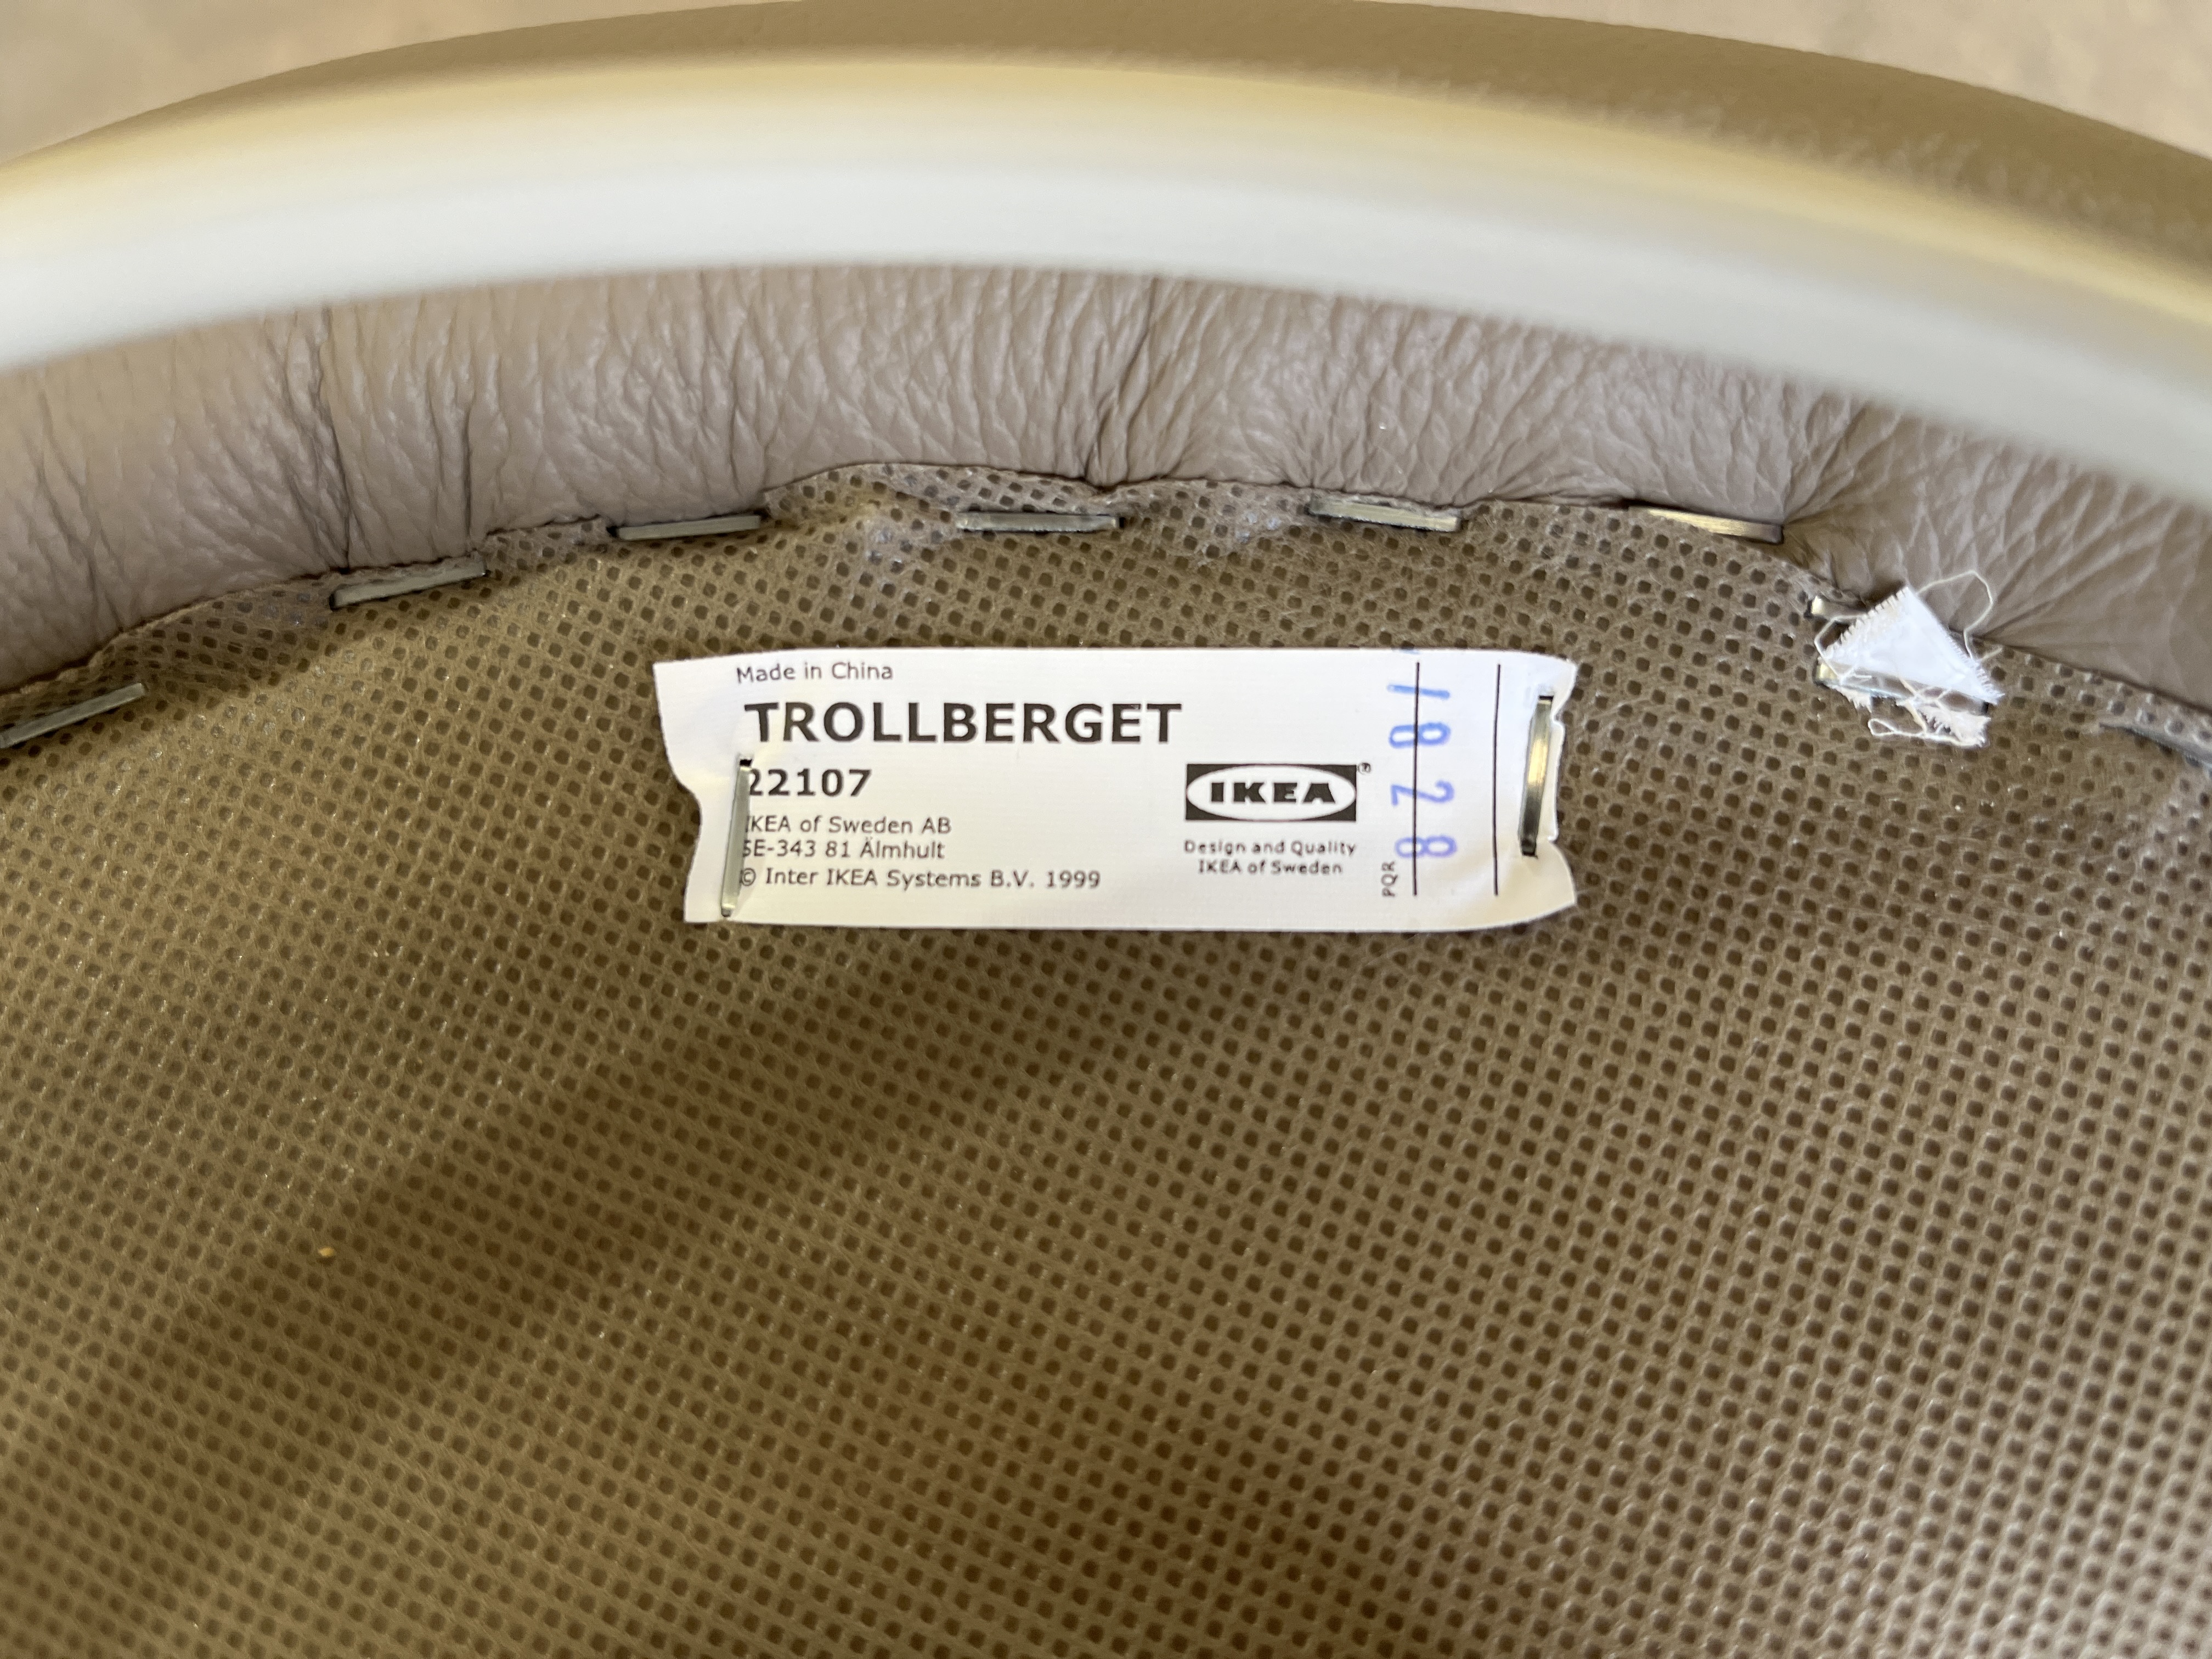 Made in China
TROLLBERGET
22107
IKEA of Sweden AB
SE-343 81 Älmhult
© Inter IKEA Systems B.V. 1999
IKEA®
Design and Quality
IKEA of Sweden
PQR
1828